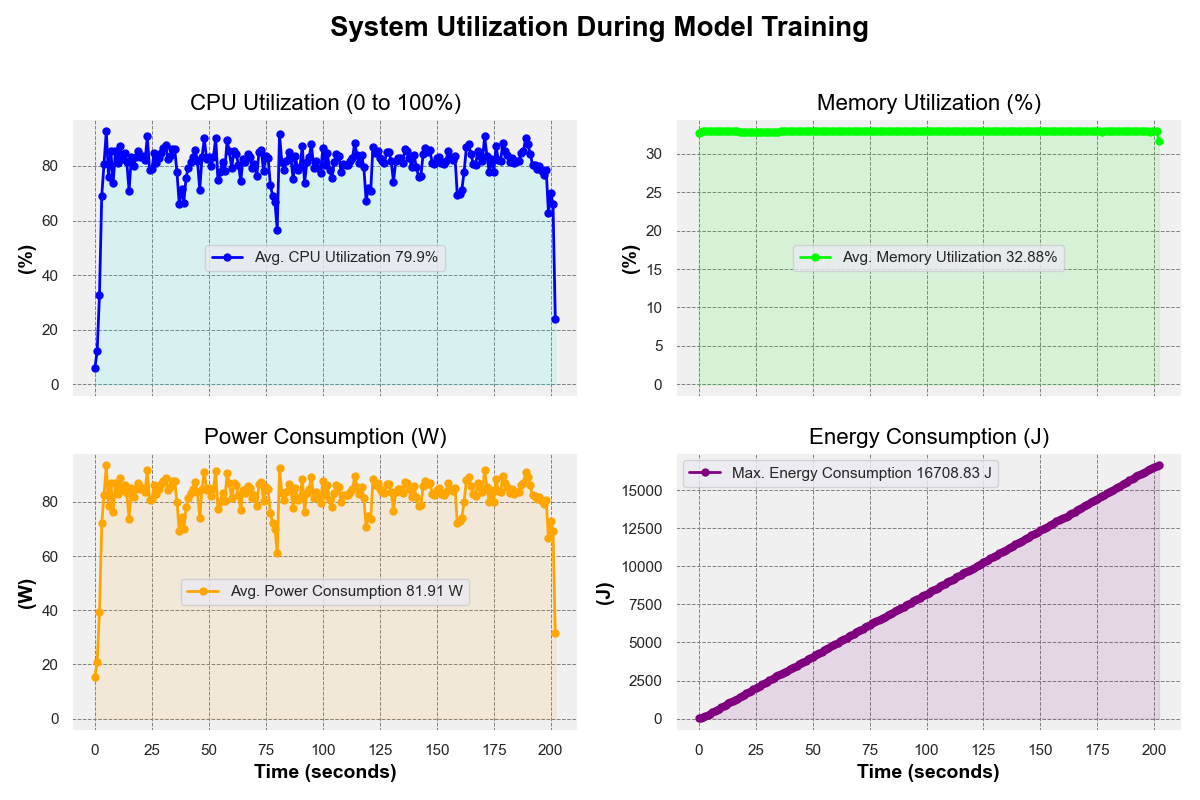 System Utilization During Model Training
CPU Utilization (0 to 100%)
(%)
80
60
40
20
0
Avg. CPU Utilization 79.9%
Memory Utilization (%)
(%)
30
25
20
15
10
5
0
Avg. Memory Utilization 32.88%
Power Consumption (W)
(W)
80
60
40
20
0
Avg. Power Consumption 81.91 W
0 25 50 75 100 125 150 175 200
Time (seconds)
Energy Consumption (J)
(J)
Max. Energy Consumption 16708.83 J
15000
12500
10000
7500
5000
2500
0
0 25 50 75 100 125 150 175 200
Time (seconds)